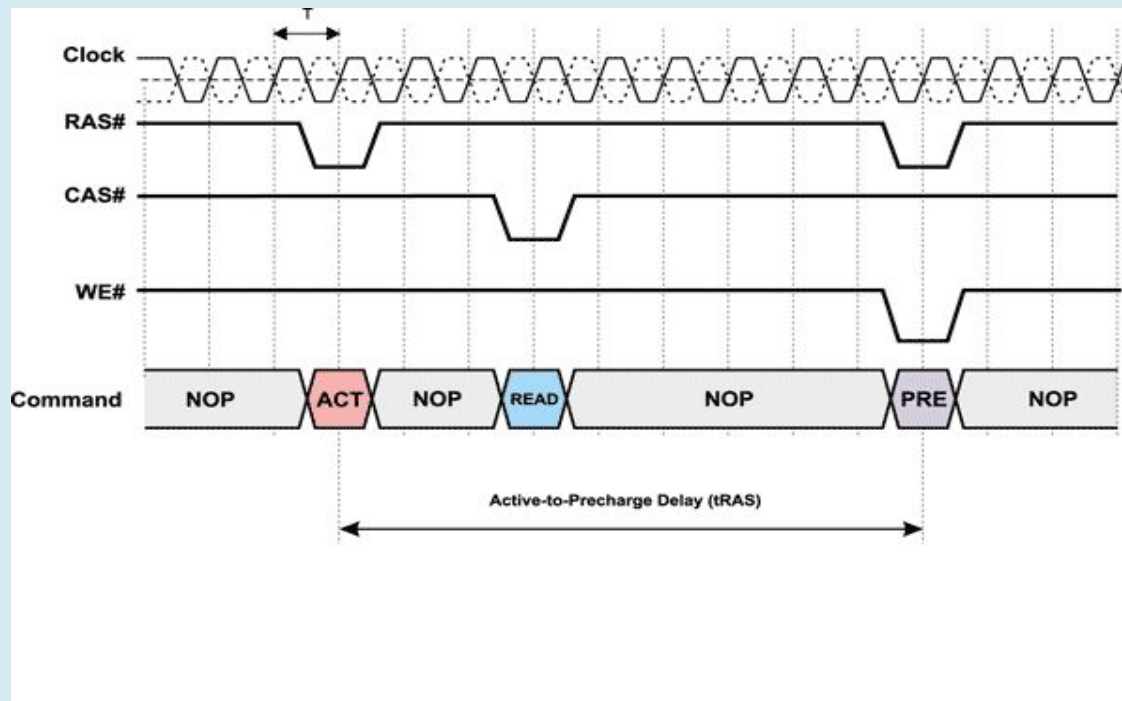 T
Clock
RAS#
CAS#
WE#
Command NOP ACT NOP READ NOP PRE NOP
Active-to-Precharge Delay (tRAS)